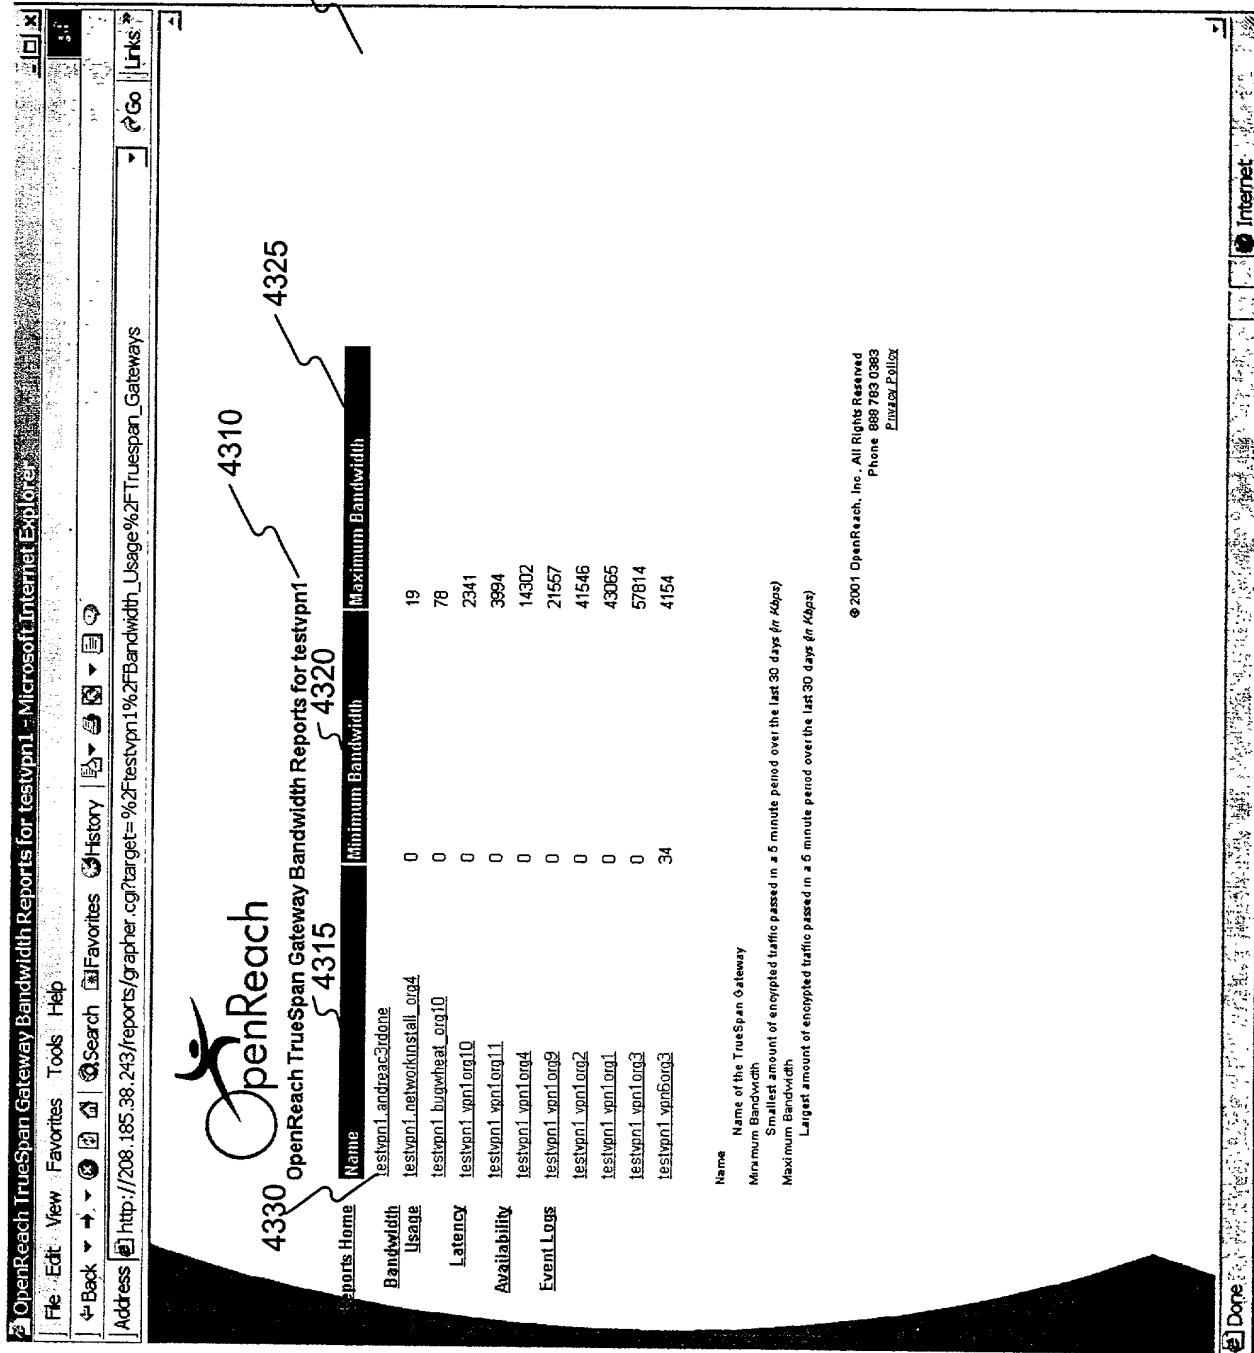 OpenReach TrueSpan Gateway Bandwidth Reports for testvpn1 - Microsoft Internet Explorer
File Edit View Favorites Tools Help
Back Search Favorites History
Address http://208.185.38.243/reports/grapher.cgi?target=%2Ftestvpn1%2FBandwidth_Usage%2FTruespan_Gateways Go Links »
OpenReach
4310
4325
OpenReach TrueSpan Gateway Bandwidth Reports for testvpn1
4330
4315
4320
Reports Home
Name Minimum Bandwidth Maximum Bandwidth
Bandwidth Usage
Latency
Availability
Event Logs
testvpn1.andreac3rdone
testvpn1.networkinstall_org4 0 19
testvpn1.bugwheat_org10 0 78
testvpn1.vpn1org10 0 2341
testvpn1.vpn1org11 0 3994
testvpn1.vpn1org4 0 14302
testvpn1.vpn1org9 0 21557
testvpn1.vpn1org2 0 41546
testvpn1.vpn1org1 0 43065
testvpn1.vpn1org3 0 57814
testvpn1.vpn6org3 34 4154
Name
Name of the TrueSpan Gateway
Minimum Bandwidth
Smallest amount of encyrpted traffic passed in a 5 minute period over the last 30 days (in Kbps)
Maximum Bandwidth
Largest amount of encrypted traffic passed in a 5 minute period over the last 30 days (in Kbps)
© 2001 OpenReach, Inc. All Rights Reserved
Phone 888 783 0383
Privacy Policy
Done Internet